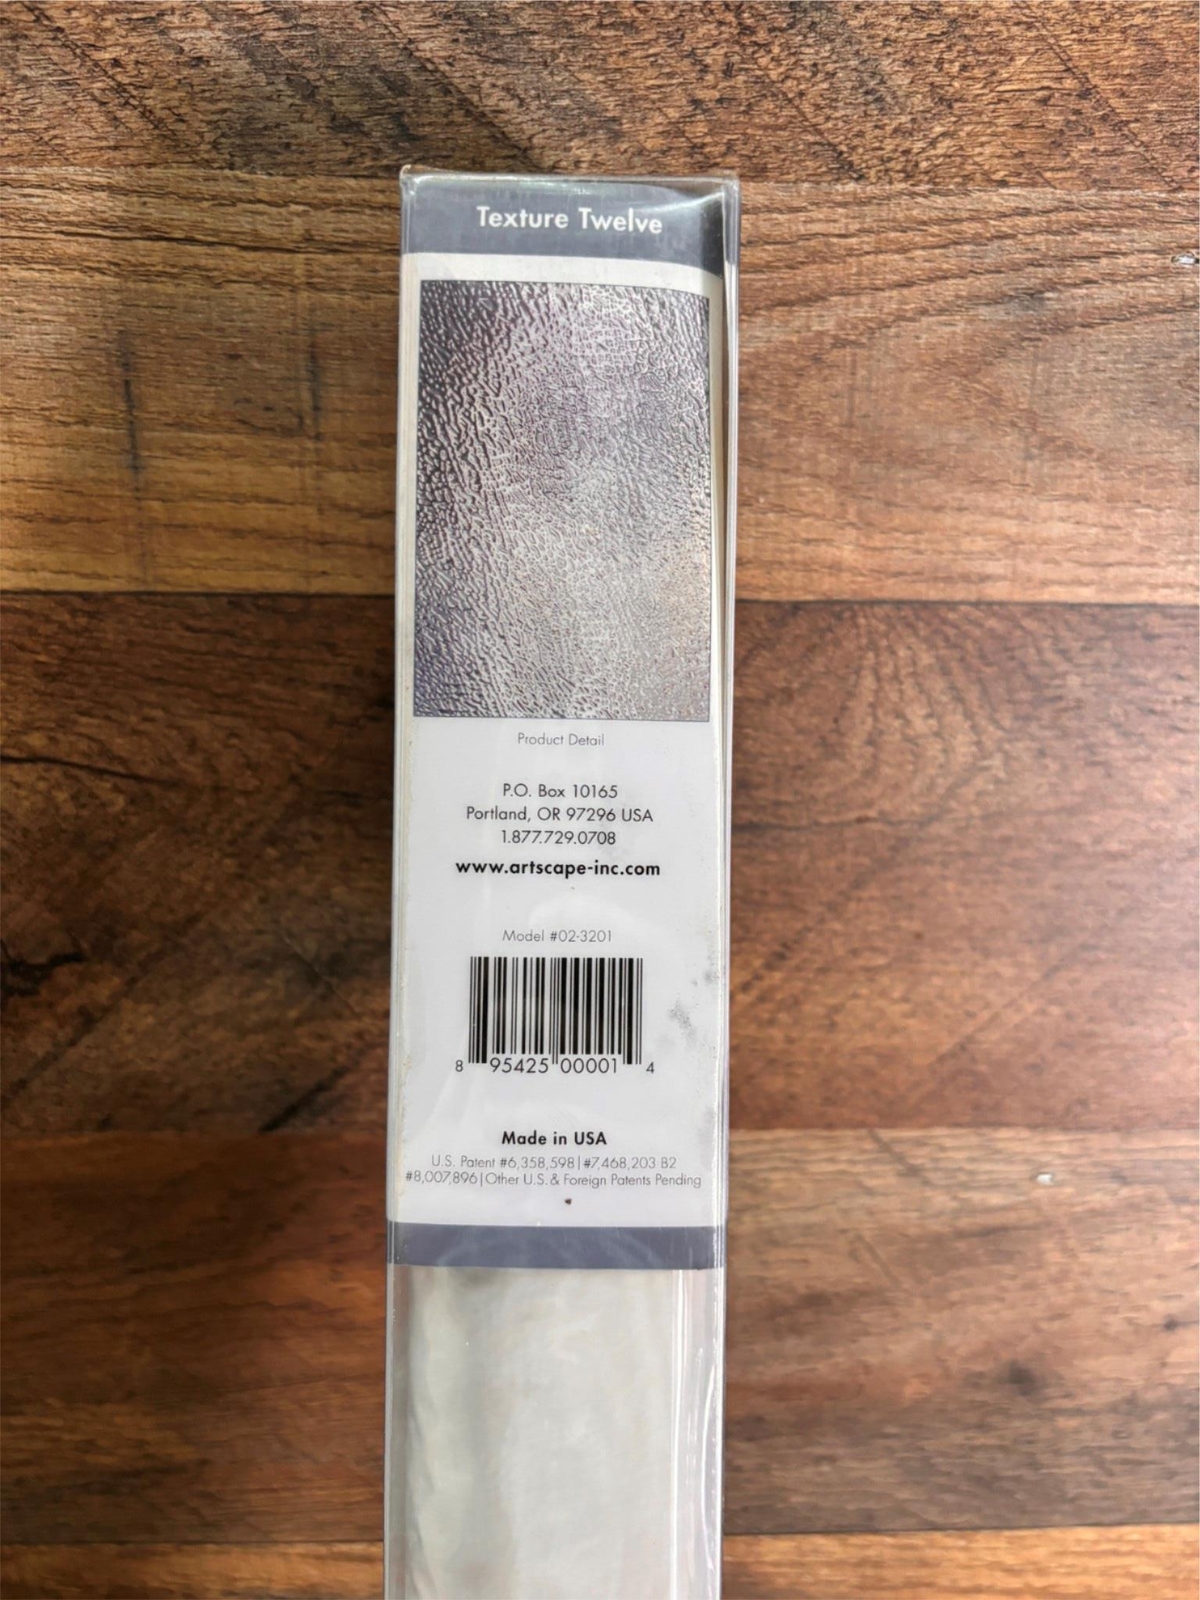 Texture Twelve
Product Detail
P.O. Box 10165
Portland, OR 97296 USA
1.877.729.0708
www.artscape-inc.com
Model #02-3201
8 95425 00001 4
Made in USA
U.S. Patent #6,358,598|#7,468,203 B2
#8,007,896|Other U.S. & Foreign Patents Pending